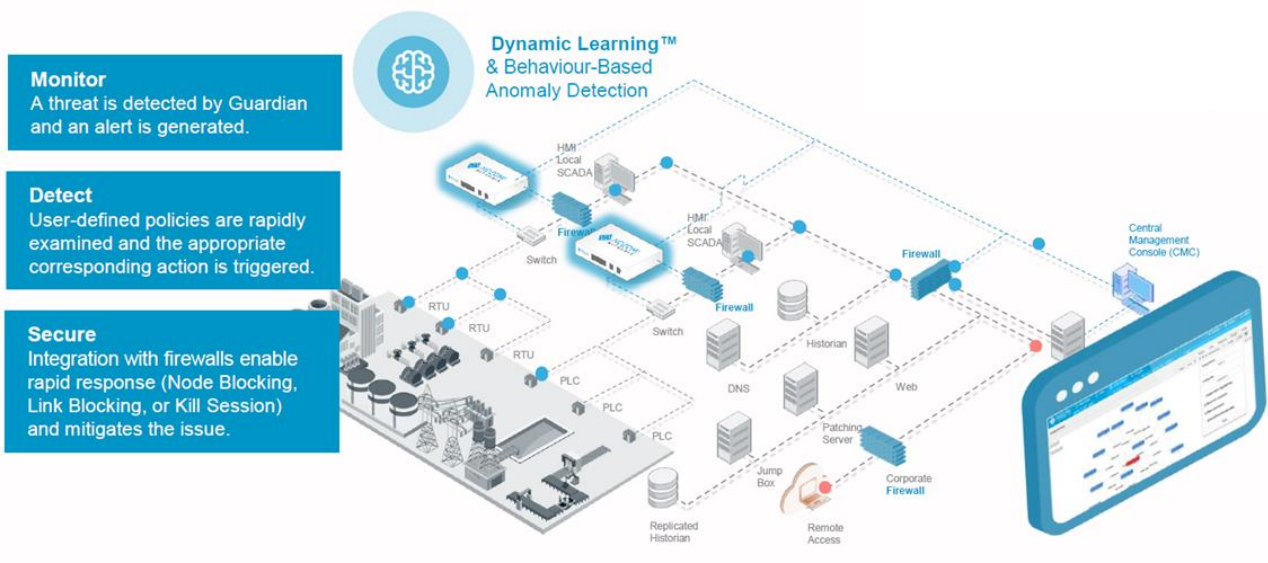 Dynamic Learning™
& Behaviour-Based
Anomaly Detection
Monitor
A threat is detected by Guardian
and an alert is generated.
Detect
User-defined policies are rapidly
examined and the appropriate
corresponding action is triggered.
Secure
Integration with firewalls enable
rapid response (Node Blocking,
Link Blocking, or Kill Session)
and mitigates the issue.
HMI
Local
SCADA
Firewall
Switch
HMI
Local
SCADA
Firewall
Switch
RTU
RTU
RTU
PLC
PLC
PLC
Firewall
Central
Management
Console (CMC)
Historian
DNS
Web
Patching
Server
Jump
Box
Corporate
Firewall
Replicated
Historian
Remote
Access